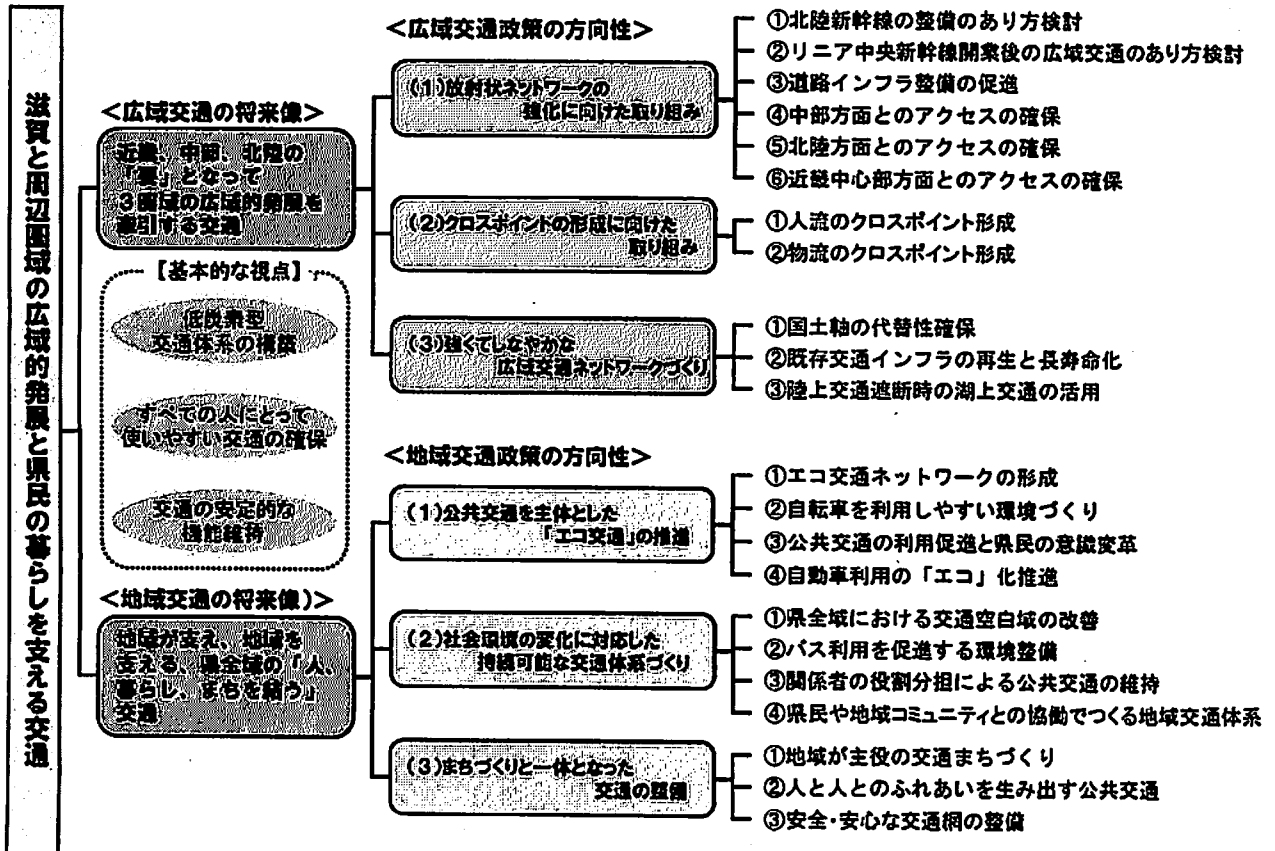 滋賀と周辺圏域の広域的発展と県民の暮らしを支える交通
＜広域交通の将来像＞
近畿、中部、北陸の
「要」となって
3圏域の広域的発展を
牽引する交通
【基本的な視点】
低炭素型
交通体系の構築
すべての人にとって
使いやすい交通の確保
交通の安定的な
機能維持
＜地域交通の将来像）＞
地域が支え、地域を
支える、県全域の「人、
暮らし、まちを結う」
交通
＜広域交通政策の方向性＞
(1)放射状ネットワークの
強化に向けた取り組み
①北陸新幹線の整備のあり方検討
②リニア中央新幹線開業後の広域交通のあり方検討
③道路インフラ整備の促進
④中部方面とのアクセスの確保
⑤北陸方面とのアクセスの確保
⑥近畿中心部方面とのアクセスの確保
(2)クロスポイントの形成に向けた
取り組み
①人流のクロスポイント形成
②物流のクロスポイント形成
(3)強くてしなやかな
広域交通ネットワークづくり
①国土軸の代替性確保
②既存交通インフラの再生と長寿命化
③陸上交通遮断時の湖上交通の活用
＜地域交通政策の方向性＞
(1)公共交通を主体とした
「エコ交通」の推進
①エコ交通ネットワークの形成
②自転車を利用しやすい環境づくり
③公共交通の利用促進と県民の意識変革
④自動車利用の「エコ」化推進
(2)社会環境の変化に対応した
持続可能な交通体系づくり
①県全域における交通空白域の改善
②バス利用を促進する環境整備
③関係者の役割分担による公共交通の維持
④県民や地域コミュニティとの協働でつくる地域交通体系
(3)まちづくりと一体となった
交通の整備
①地域が主役の交通まちづくり
②人と人とのふれあいを生み出す公共交通
③安全・安心な交通網の整備